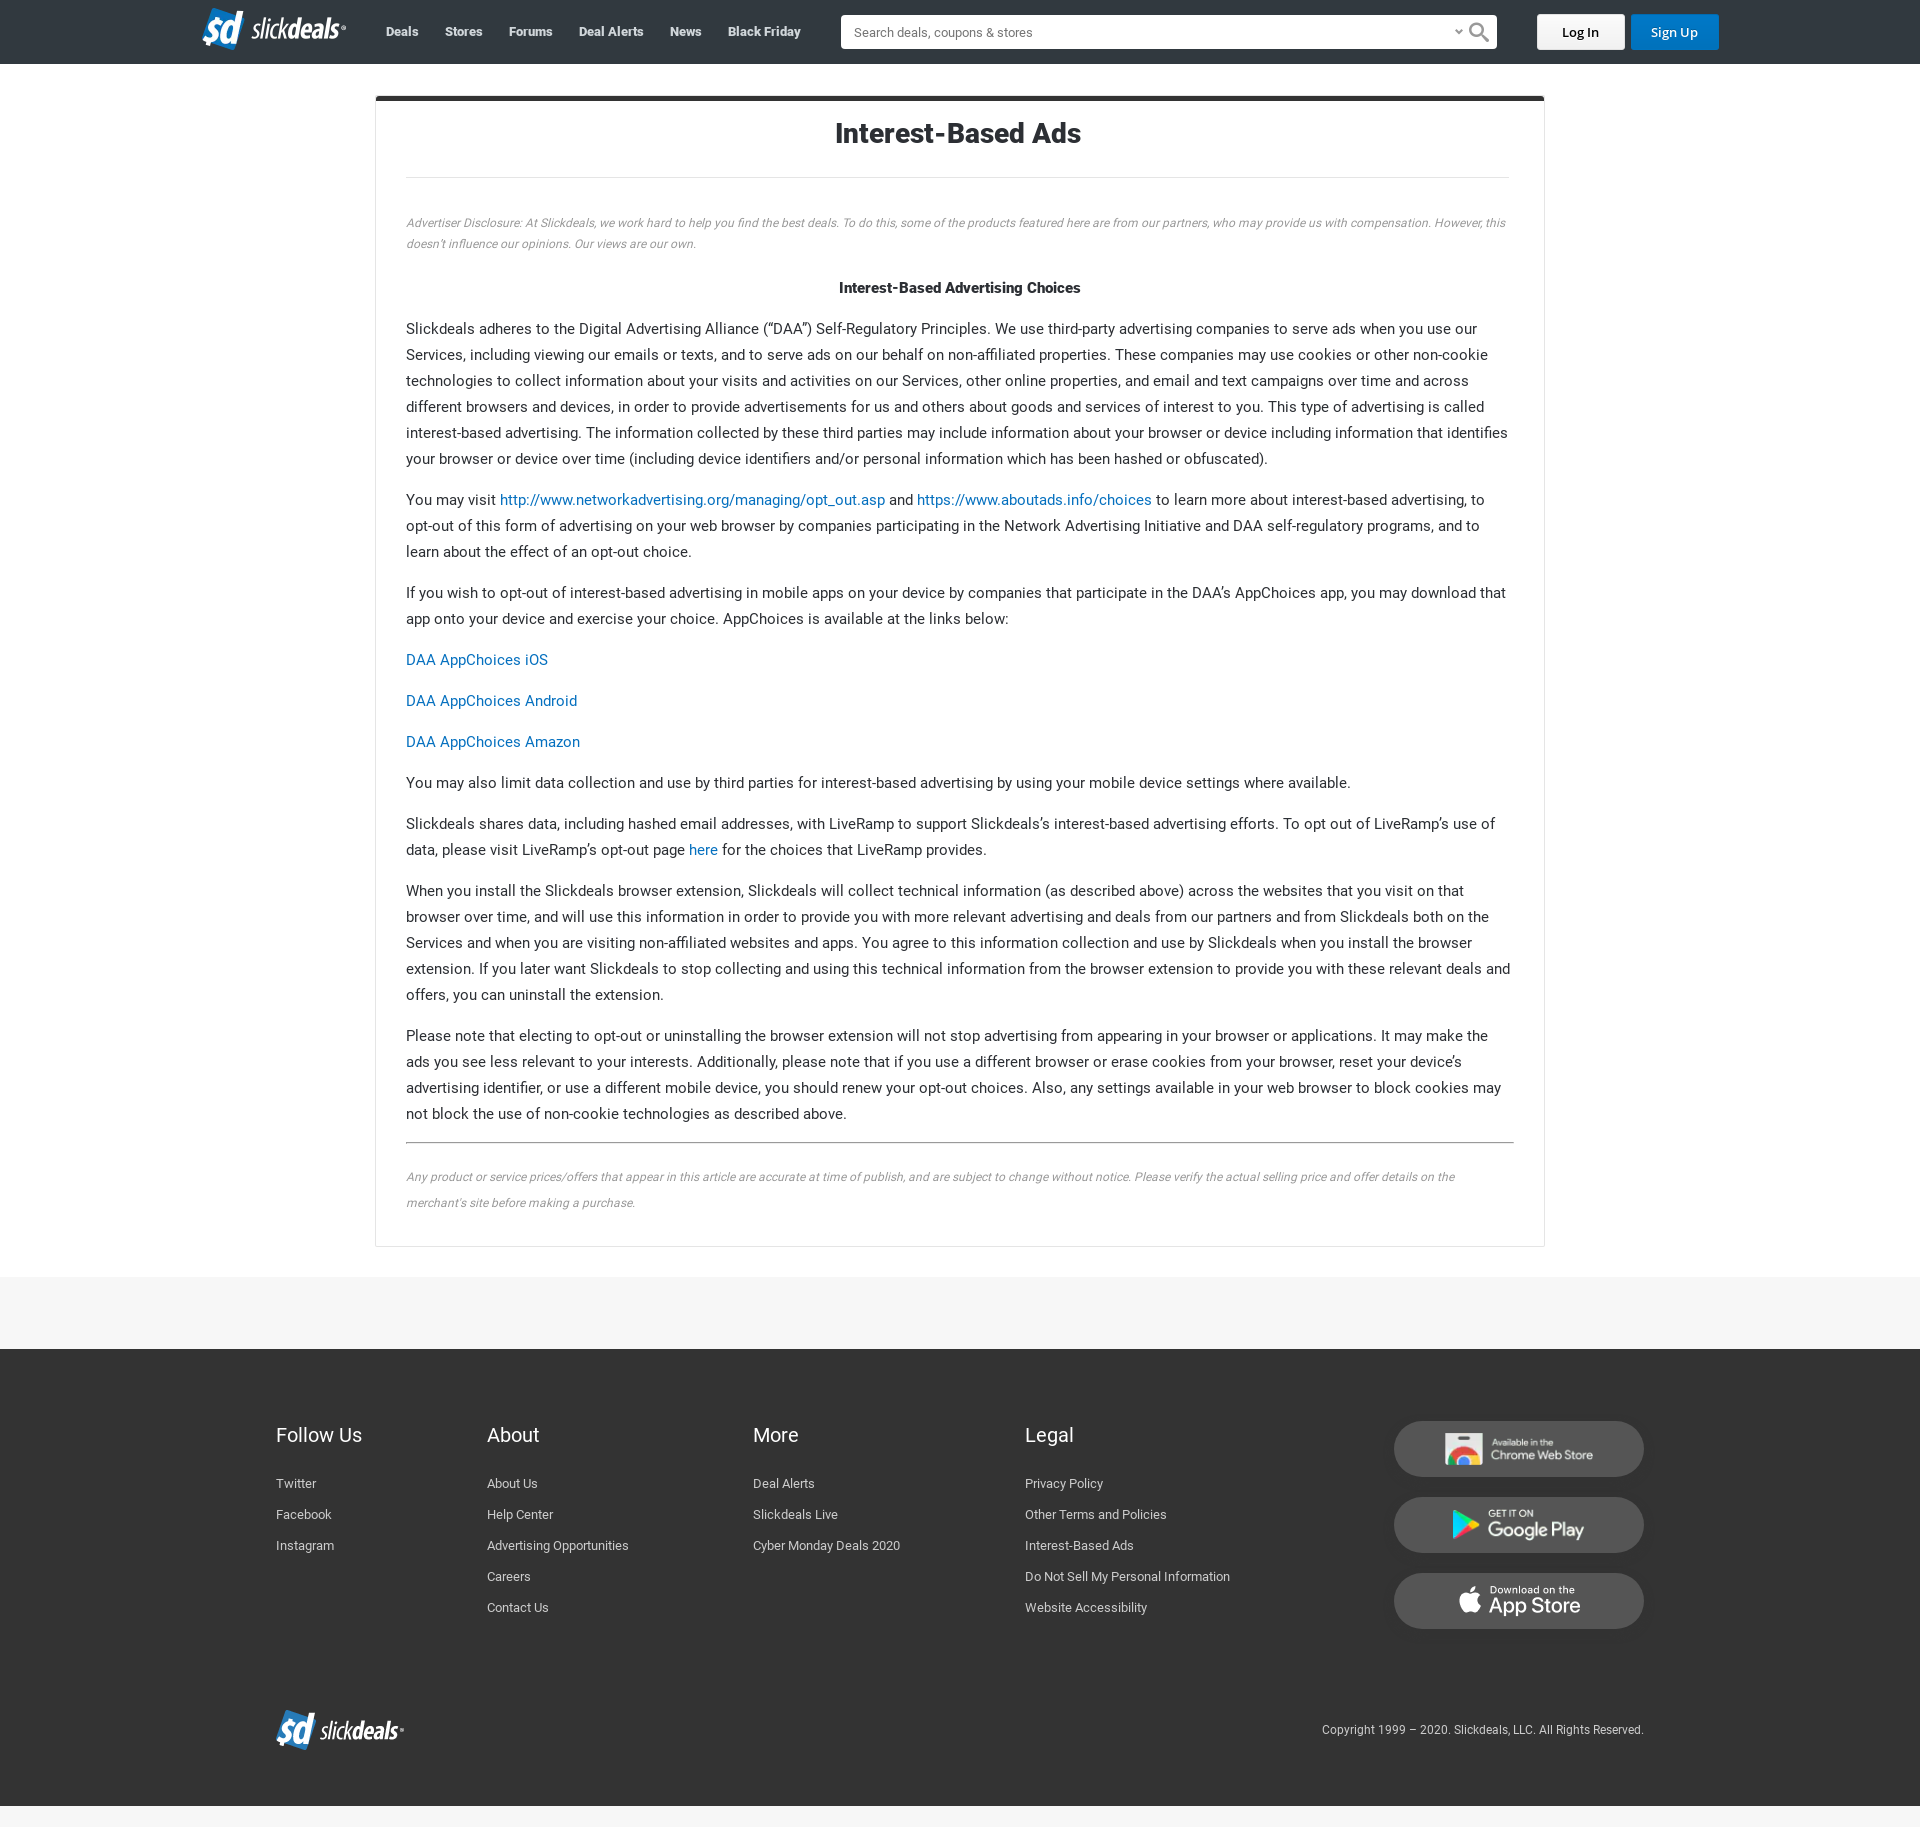 $d slickdeals®
Deals
Stores
Forums
Deal Alerts
News
Black Friday
Search deals, coupons & stores
Log In
Sign Up
Interest-Based Ads
Advertiser Disclosure: At Slickdeals, we work hard to help you find the best deals. To do this, some of the products featured here are from our partners, who may provide us with compensation. However, this
doesn’t influence our opinions. Our views are our own.
Interest-Based Advertising Choices
Slickdeals adheres to the Digital Advertising Alliance (“DAA”) Self-Regulatory Principles. We use third-party advertising companies to serve ads when you use our
Services, including viewing our emails or texts, and to serve ads on our behalf on non-affiliated properties. These companies may use cookies or other non-cookie
technologies to collect information about your visits and activities on our Services, other online properties, and email and text campaigns over time and across
different browsers and devices, in order to provide advertisements for us and others about goods and services of interest to you. This type of advertising is called
interest-based advertising. The information collected by these third parties may include information about your browser or device including information that identifies
your browser or device over time (including device identifiers and/or personal information which has been hashed or obfuscated).
You may visit http://www.networkadvertising.org/managing/opt_out.asp and https://www.aboutads.info/choices to learn more about interest-based advertising, to
opt-out of this form of advertising on your web browser by companies participating in the Network Advertising Initiative and DAA self-regulatory programs, and to
learn about the effect of an opt-out choice.
If you wish to opt-out of interest-based advertising in mobile apps on your device by companies that participate in the DAA’s AppChoices app, you may download that
app onto your device and exercise your choice. AppChoices is available at the links below:
DAA AppChoices iOS
DAA AppChoices Android
DAA AppChoices Amazon
You may also limit data collection and use by third parties for interest-based advertising by using your mobile device settings where available.
Slickdeals shares data, including hashed email addresses, with LiveRamp to support Slickdeals’s interest-based advertising efforts. To opt out of LiveRamp’s use of
data, please visit LiveRamp’s opt-out page here for the choices that LiveRamp provides.
When you install the Slickdeals browser extension, Slickdeals will collect technical information (as described above) across the websites that you visit on that
browser over time, and will use this information in order to provide you with more relevant advertising and deals from our partners and from Slickdeals both on the
Services and when you are visiting non-affiliated websites and apps. You agree to this information collection and use by Slickdeals when you install the browser
extension. If you later want Slickdeals to stop collecting and using this technical information from the browser extension to provide you with these relevant deals and
offers, you can uninstall the extension.
Please note that electing to opt-out or uninstalling the browser extension will not stop advertising from appearing in your browser or applications. It may make the
ads you see less relevant to your interests. Additionally, please note that if you use a different browser or erase cookies from your browser, reset your device’s
advertising identifier, or use a different mobile device, you should renew your opt-out choices. Also, any settings available in your web browser to block cookies may
not block the use of non-cookie technologies as described above.
Any product or service prices/offers that appear in this article are accurate at time of publish, and are subject to change without notice. Please verify the actual selling price and offer details on the
merchant's site before making a purchase.
Follow Us
Twitter
Facebook
Instagram
About
About Us
Help Center
Advertising Opportunities
Careers
Contact Us
More
Deal Alerts
Slickdeals Live
Cyber Monday Deals 2020
Legal
Privacy Policy
Other Terms and Policies
Interest-Based Ads
Do Not Sell My Personal Information
Website Accessibility
Available in the
Chrome Web Store
GET IT ON
Google Play
Download on the
App Store
$d slickdeals®
Copyright 1999 – 2020. Slickdeals, LLC. All Rights Reserved.